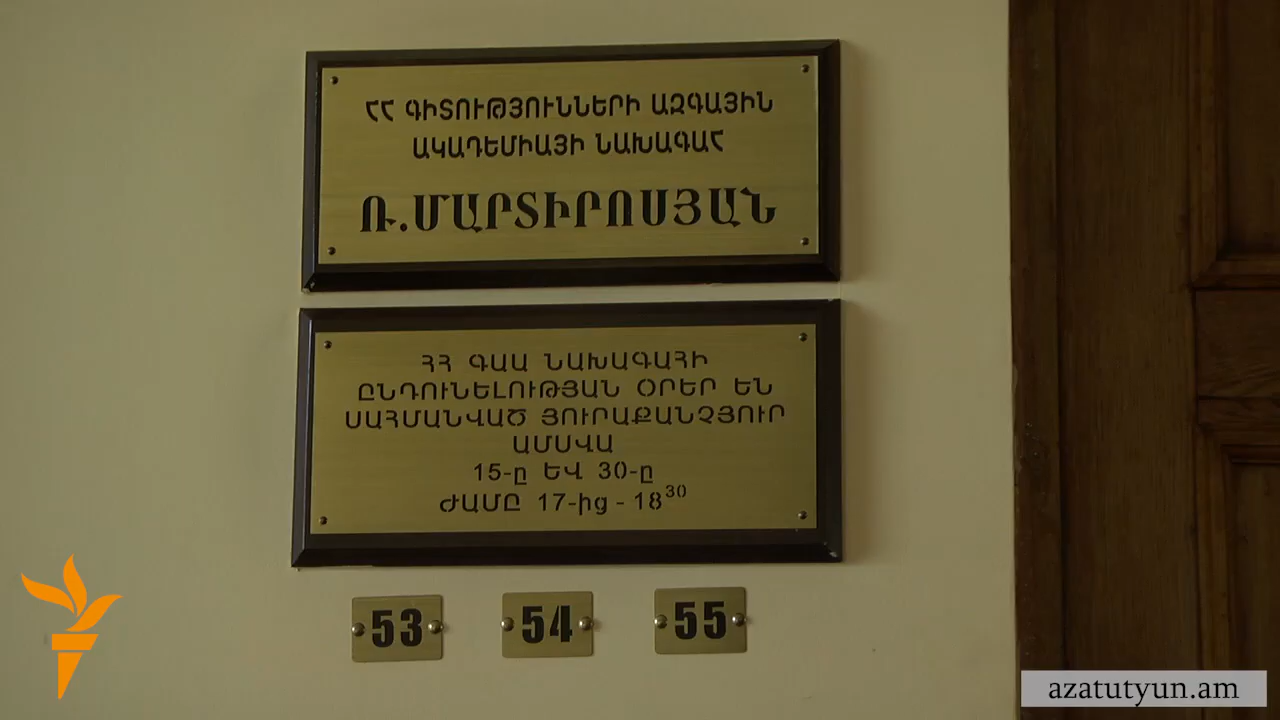 ՀՀ ԳԻՏՈՒԹՅՈՒՆՆԵՐԻ ԱԶԳԱՅԻՆ
ԱԿԱԴԵՄԻԱՅԻ ՆԱԽԱԳԱՀ
Ռ.ՄԱՐՏԻՐՈՍՅԱՆ
ՀՀ ԳԱԱ ՆԱԽԱԳԱՀԻ
ԸՆԴՈՒՆԵԼՈՒԹՅԱՆ ՕՐԵՐ ԵՆ
ՍԱՀՄԱՆՎԱԾ ՅՈՒՐԱՔԱՆՉՅՈՒՐ
ԱՄՍՎԱ
15-ը ԵՎ 30-ը
ԺԱՄԸ 17-ից - 18³⁰
53 54 55
azatutyun.am